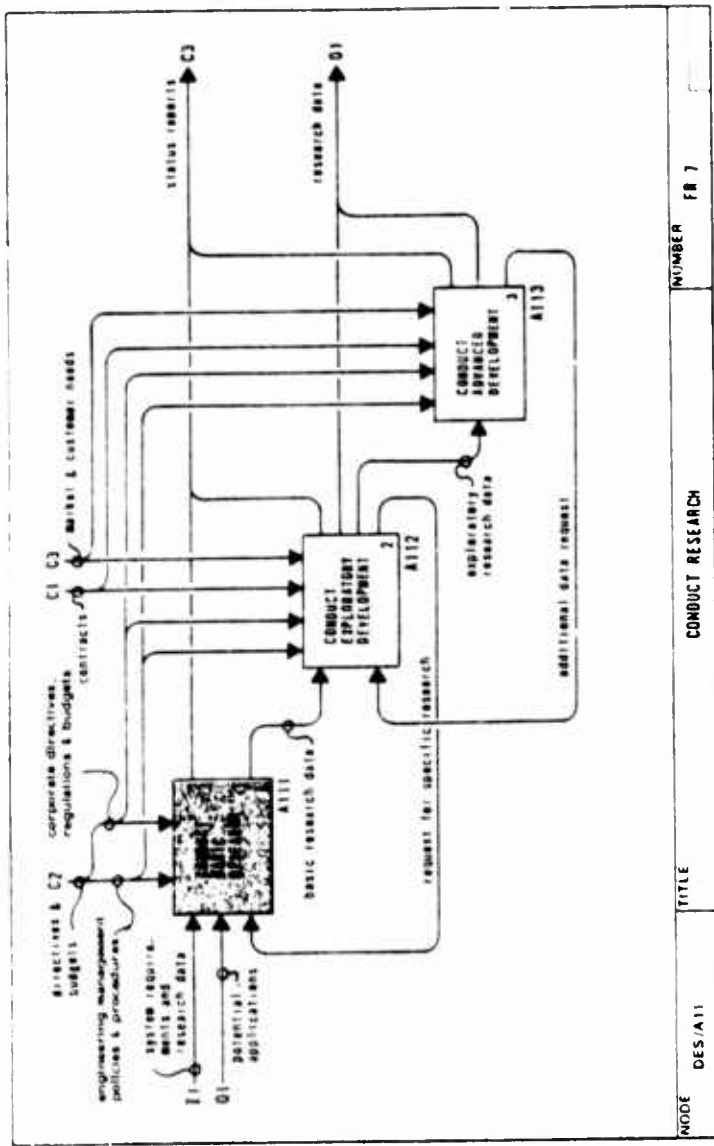 directives &
budgets
C2
corporate directives,
regulations & budgets
engineering management
policies & procedures
contracts
C1
C3
market & customer needs
I1
system require-
ments and
research data
O1
potential
applications
CONDUCT
BASIC
RESEARCH
A111
basic research data
CONDUCT
EXPLORATORY
DEVELOPMENT
2
A112
request for specific research
exploratory
research data
CONDUCT
ADVANCED
DEVELOPMENT
3
A113
additional data request
status reports
C3
research data
O1
NODE
DES/A11
TITLE
CONDUCT RESEARCH
NUMBER
FR 7